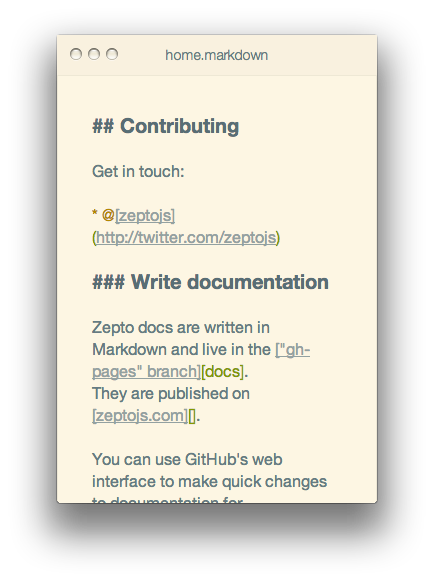 home.markdown
## Contributing
Get in touch:
* @[zeptojs]
(http://twitter.com/zeptojs)
### Write documentation
Zepto docs are written in
Markdown and live in the ["gh-
pages" branch][docs].
They are published on
[zeptojs.com][].
You can use GitHub's web
interface to make quick changes
to documentation for